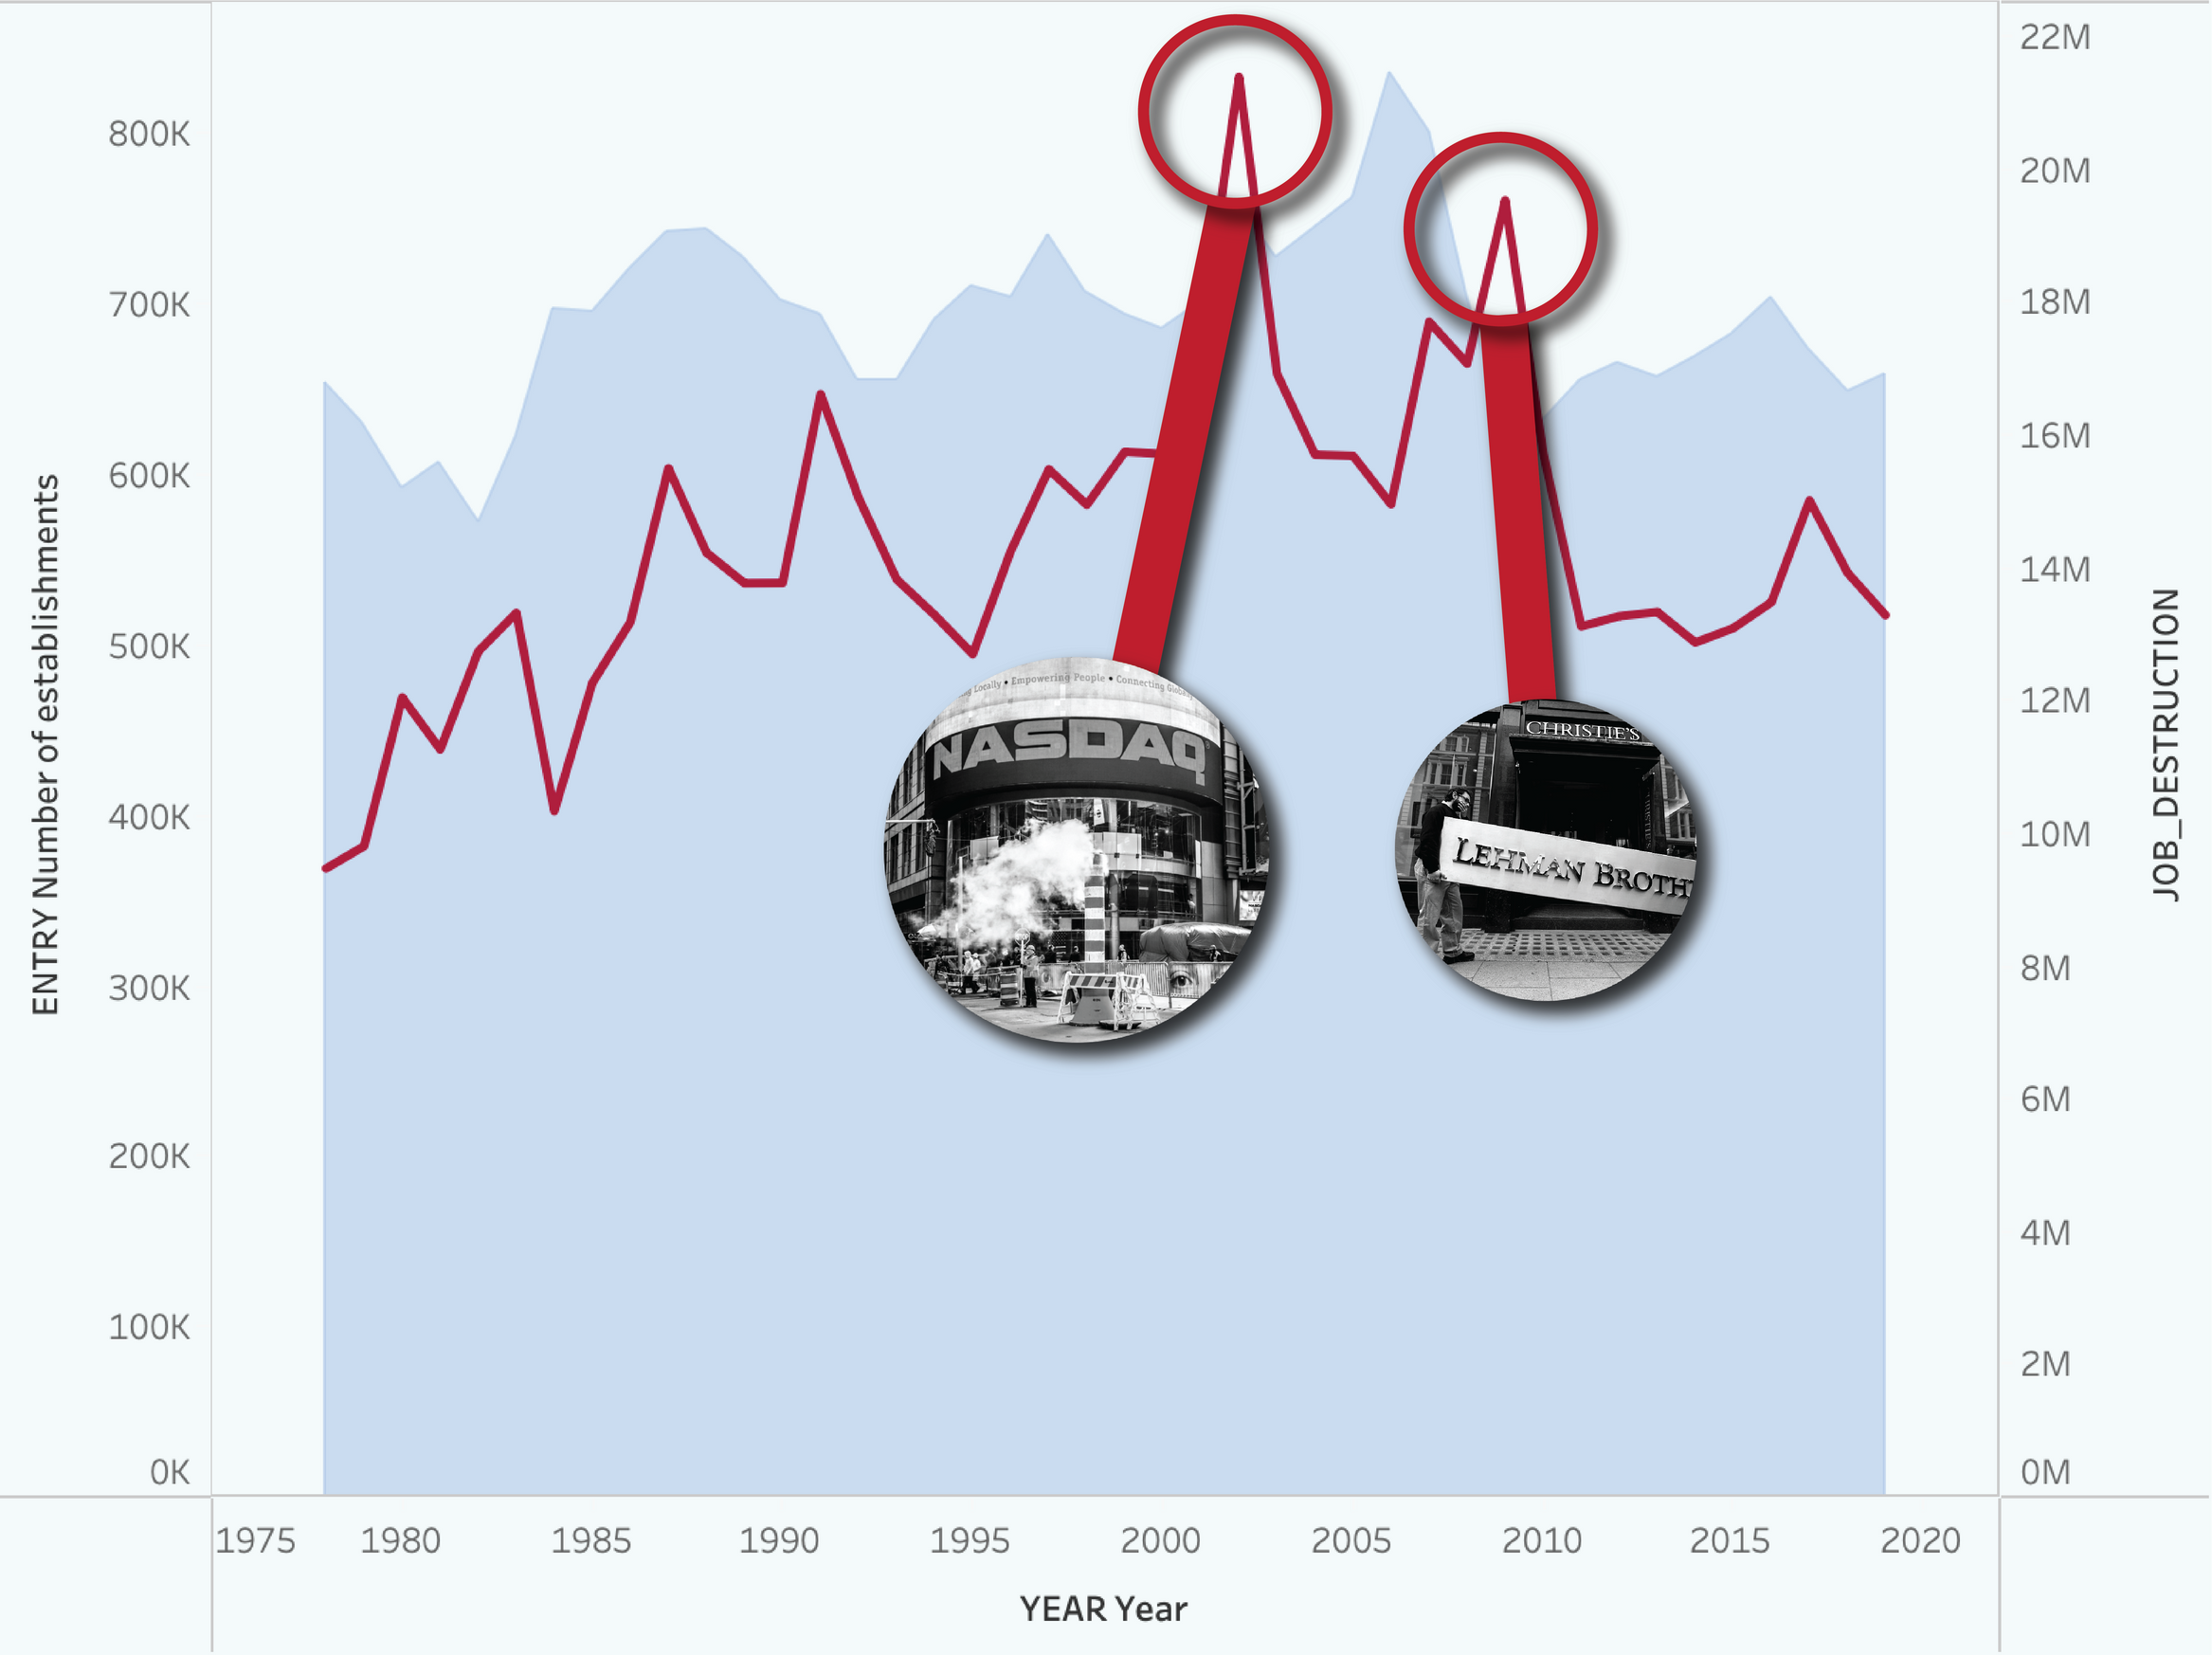 ENTRY Number of establishments
800K
700K
600K
500K
400K
300K
200K
100K
0K
22M
20M
18M
16M
14M
12M
10M
8M
6M
4M
2M
0M
JOB_DESTRUCTION
Locally • Empowering People • Connecting
NASDAQ
CHRISTIE'S
LEHMAN BROTH
1975 1980 1985 1990 1995 2000 2005 2010 2015 2020
YEAR Year